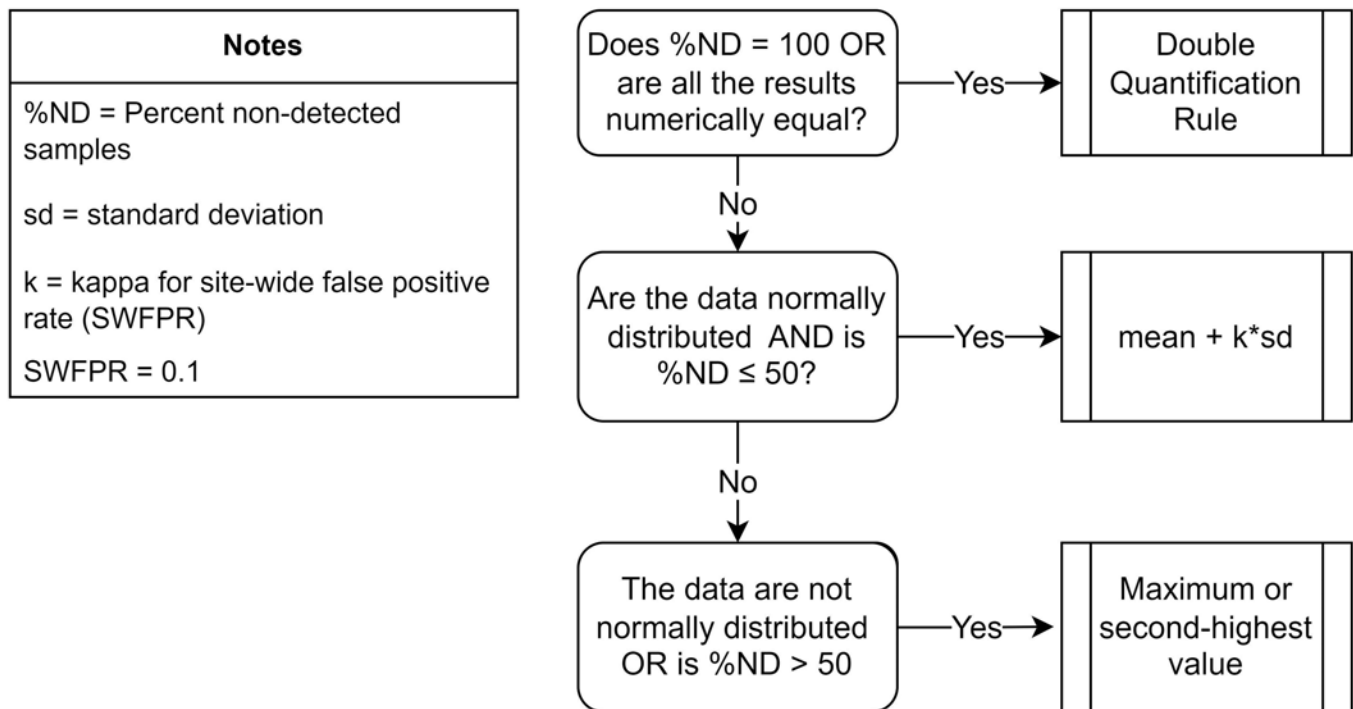 Notes
%ND = Percent non-detected
samples
sd = standard deviation
k = kappa for site-wide false positive
rate (SWFPR)
SWFPR = 0.1
Does %ND = 100 OR
are all the results
numerically equal?
Yes
Double
Quantification
Rule
No
Are the data normally
distributed AND is
%ND ≤ 50?
Yes
mean + k*sd
No
The data are not
normally distributed
OR is %ND > 50
Yes
Maximum or
second-highest
value